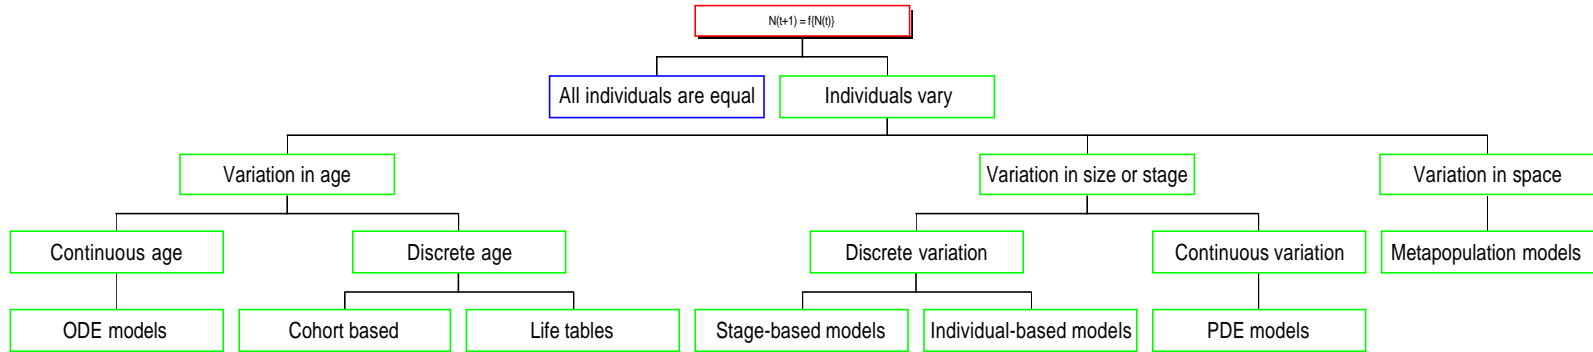 N(t+1) = f{N(t)}
All individuals are equal
Individuals vary
Variation in age
Variation in size or stage
Variation in space
Continuous age
Discrete age
Discrete variation
Continuous variation
Metapopulation models
ODE models
Cohort based
Life tables
Stage-based models
Individual-based models
PDE models